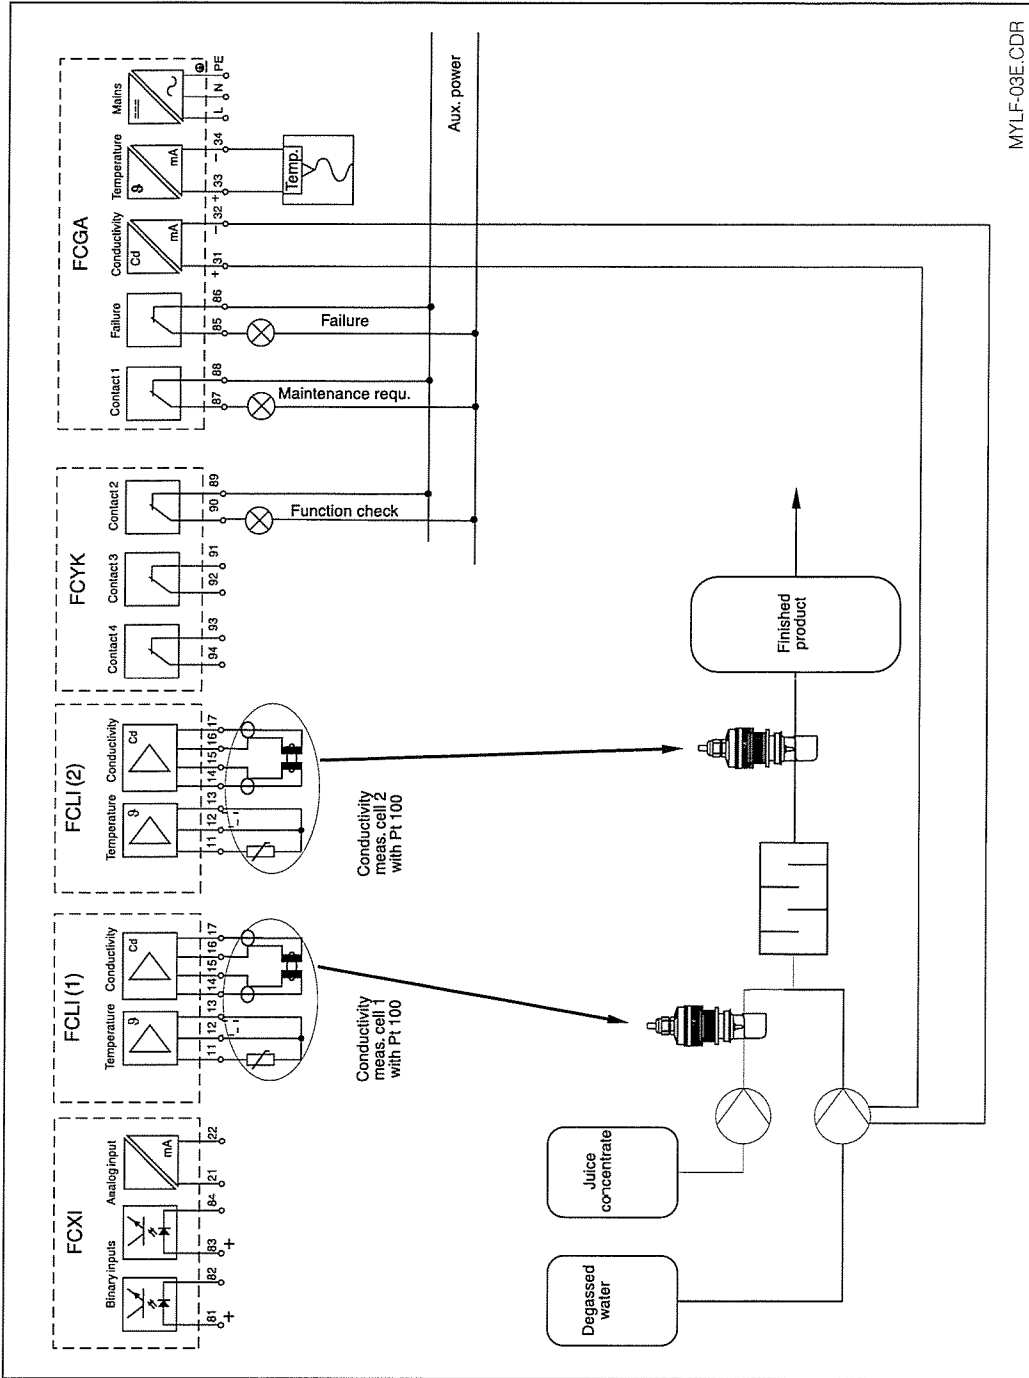 FCXI
Binary inputs
Analog input
mA
81
82
83
84
21
22
+
+
FCLI (1)
Temperature
Conductivity
ϑ
Cd
11
12
13
14
15
16
17
Conductivity
meas. cell 1
with Pt 100
FCLI (2)
Temperature
Conductivity
ϑ
Cd
11
12
13
14
15
16
17
Conductivity
meas. cell 2
with Pt 100
FCYK
Contact 4
Contact 3
Contact 2
94
93
92
91
90
89
Function check
FCGA
Contact 1
Failure
Conductivity
Temperature
Mains
Cd
mA
ϑ
mA
87
88
85
86
+ 31
- 32
+ 33
- 34
L
N
PE
Maintenance requ.
Failure
Temp.
Aux. power
Degassed
water
Juice
concentrate
Finished
product
MYLF-03E.CDR